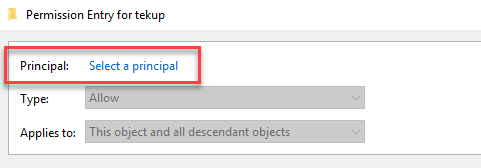 Permission Entry for tekup
Principal: Select a principal
Type: Allow
Applies to: This object and all descendant objects